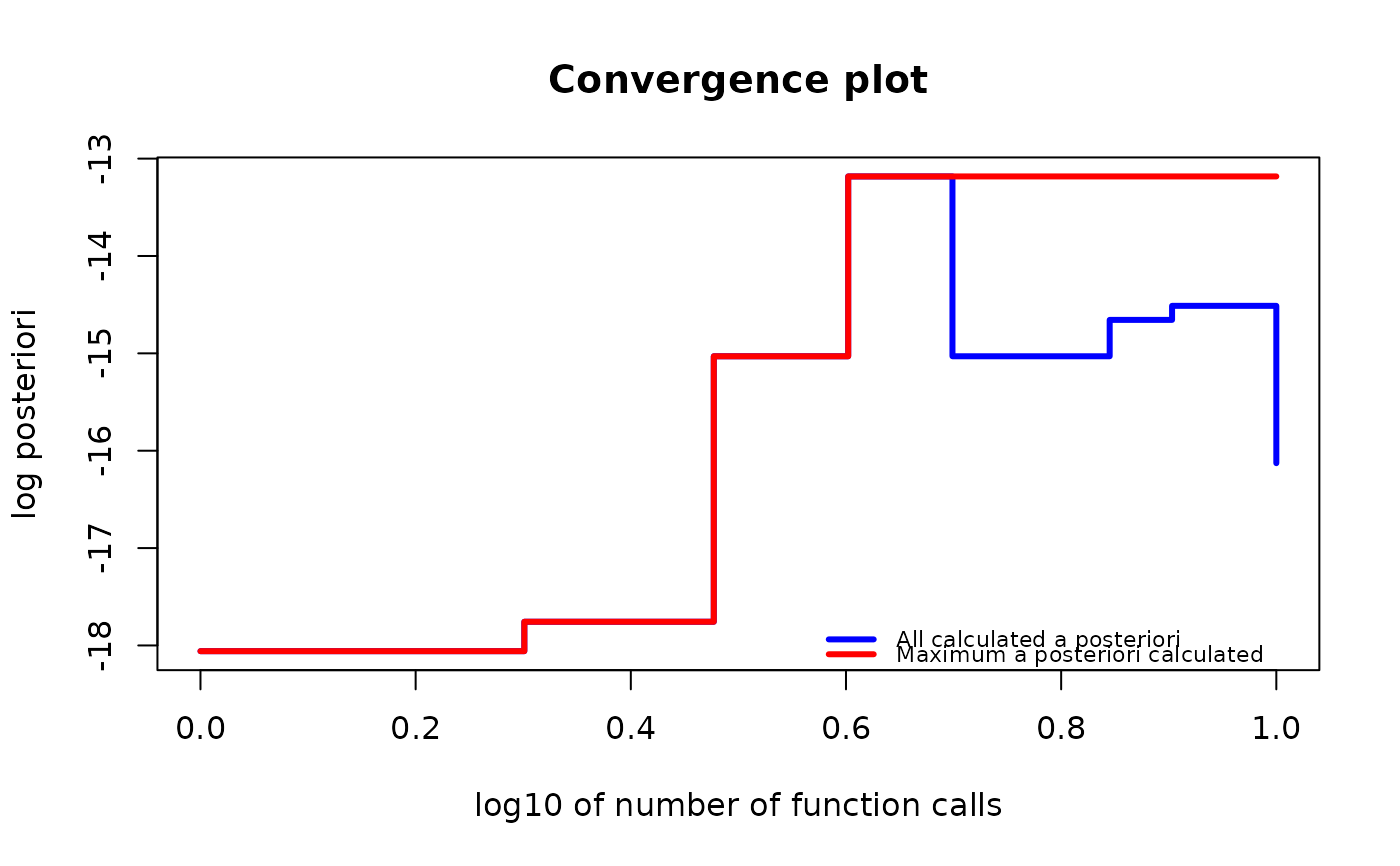 Convergence plot
log posteriori
-13
-14
-15
-16
-17
-18
All calculated a posteriori
Maximum a posteriori calculated
0.0 0.2 0.4 0.6 0.8 1.0
log10 of number of function calls